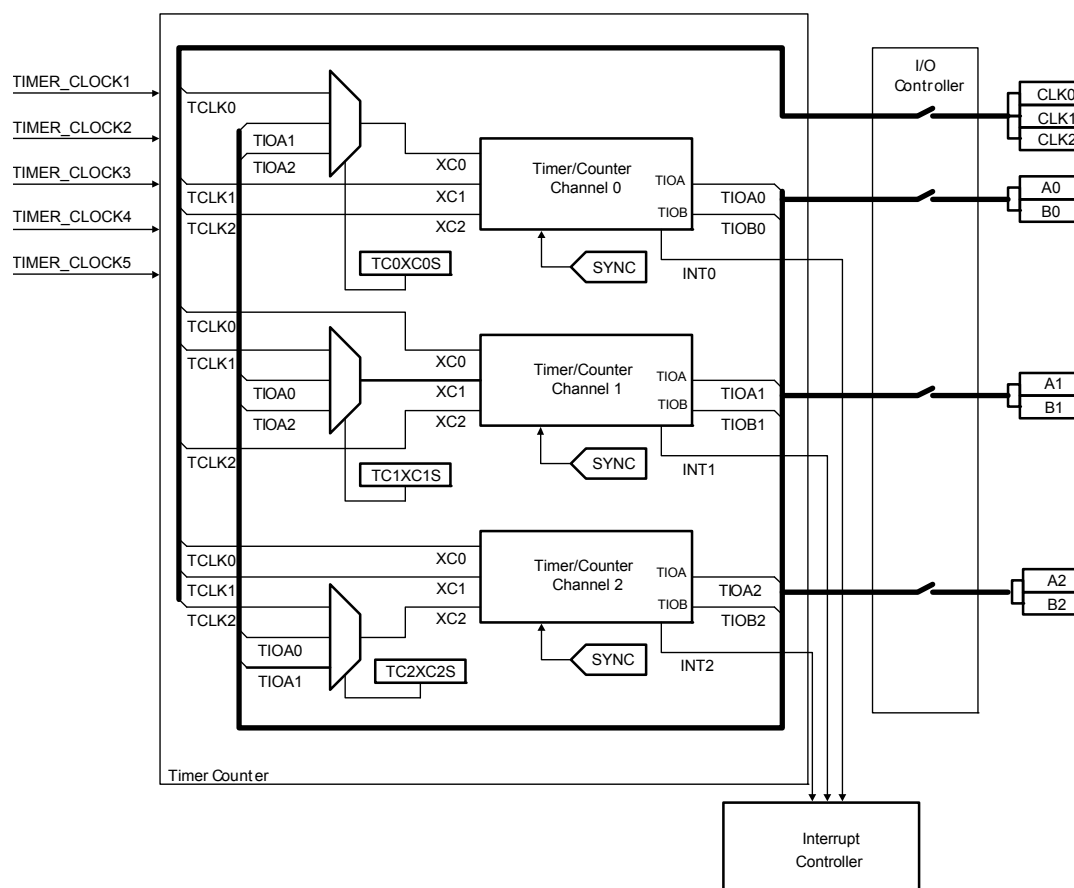 I/O
Controller
TIMER_CLOCK1
TIMER_CLOCK2
TIMER_CLOCK3
TIMER_CLOCK4
TIMER_CLOCK5
CLK0
CLK1
CLK2
TCLK0
TIOA1
TIOA2
TCLK1
TCLK2
XC0
XC1
XC2
Timer/Counter
Channel 0
TIOA
TIOB
TIOA0
TIOB0
A0
B0
TC0XC0S
SYNC
INT0
TCLK0
TCLK1
TIOA0
TIOA2
TCLK2
XC0
XC1
XC2
Timer/Counter
Channel 1
TIOA
TIOB
TIOA1
TIOB1
A1
B1
TC1XC1S
SYNC
INT1
TCLK0
TCLK1
TCLK2
TIOA0
TIOA1
XC0
XC1
XC2
Timer/Counter
Channel 2
TIOA
TIOB
TIOA2
TIOB2
A2
B2
TC2XC2S
SYNC
INT2
Timer Counter
Interrupt
Controller